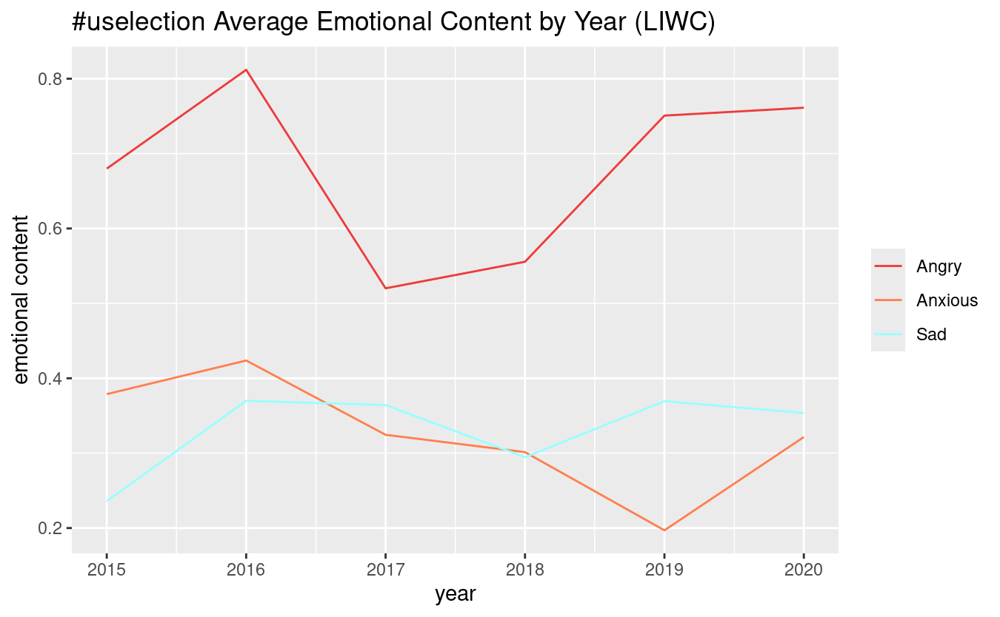 #uselection Average Emotional Content by Year (LIWC)
emotional content
0.8
0.6
0.4
0.2
2015 2016 2017 2018 2019 2020
year
Angry
Anxious
Sad